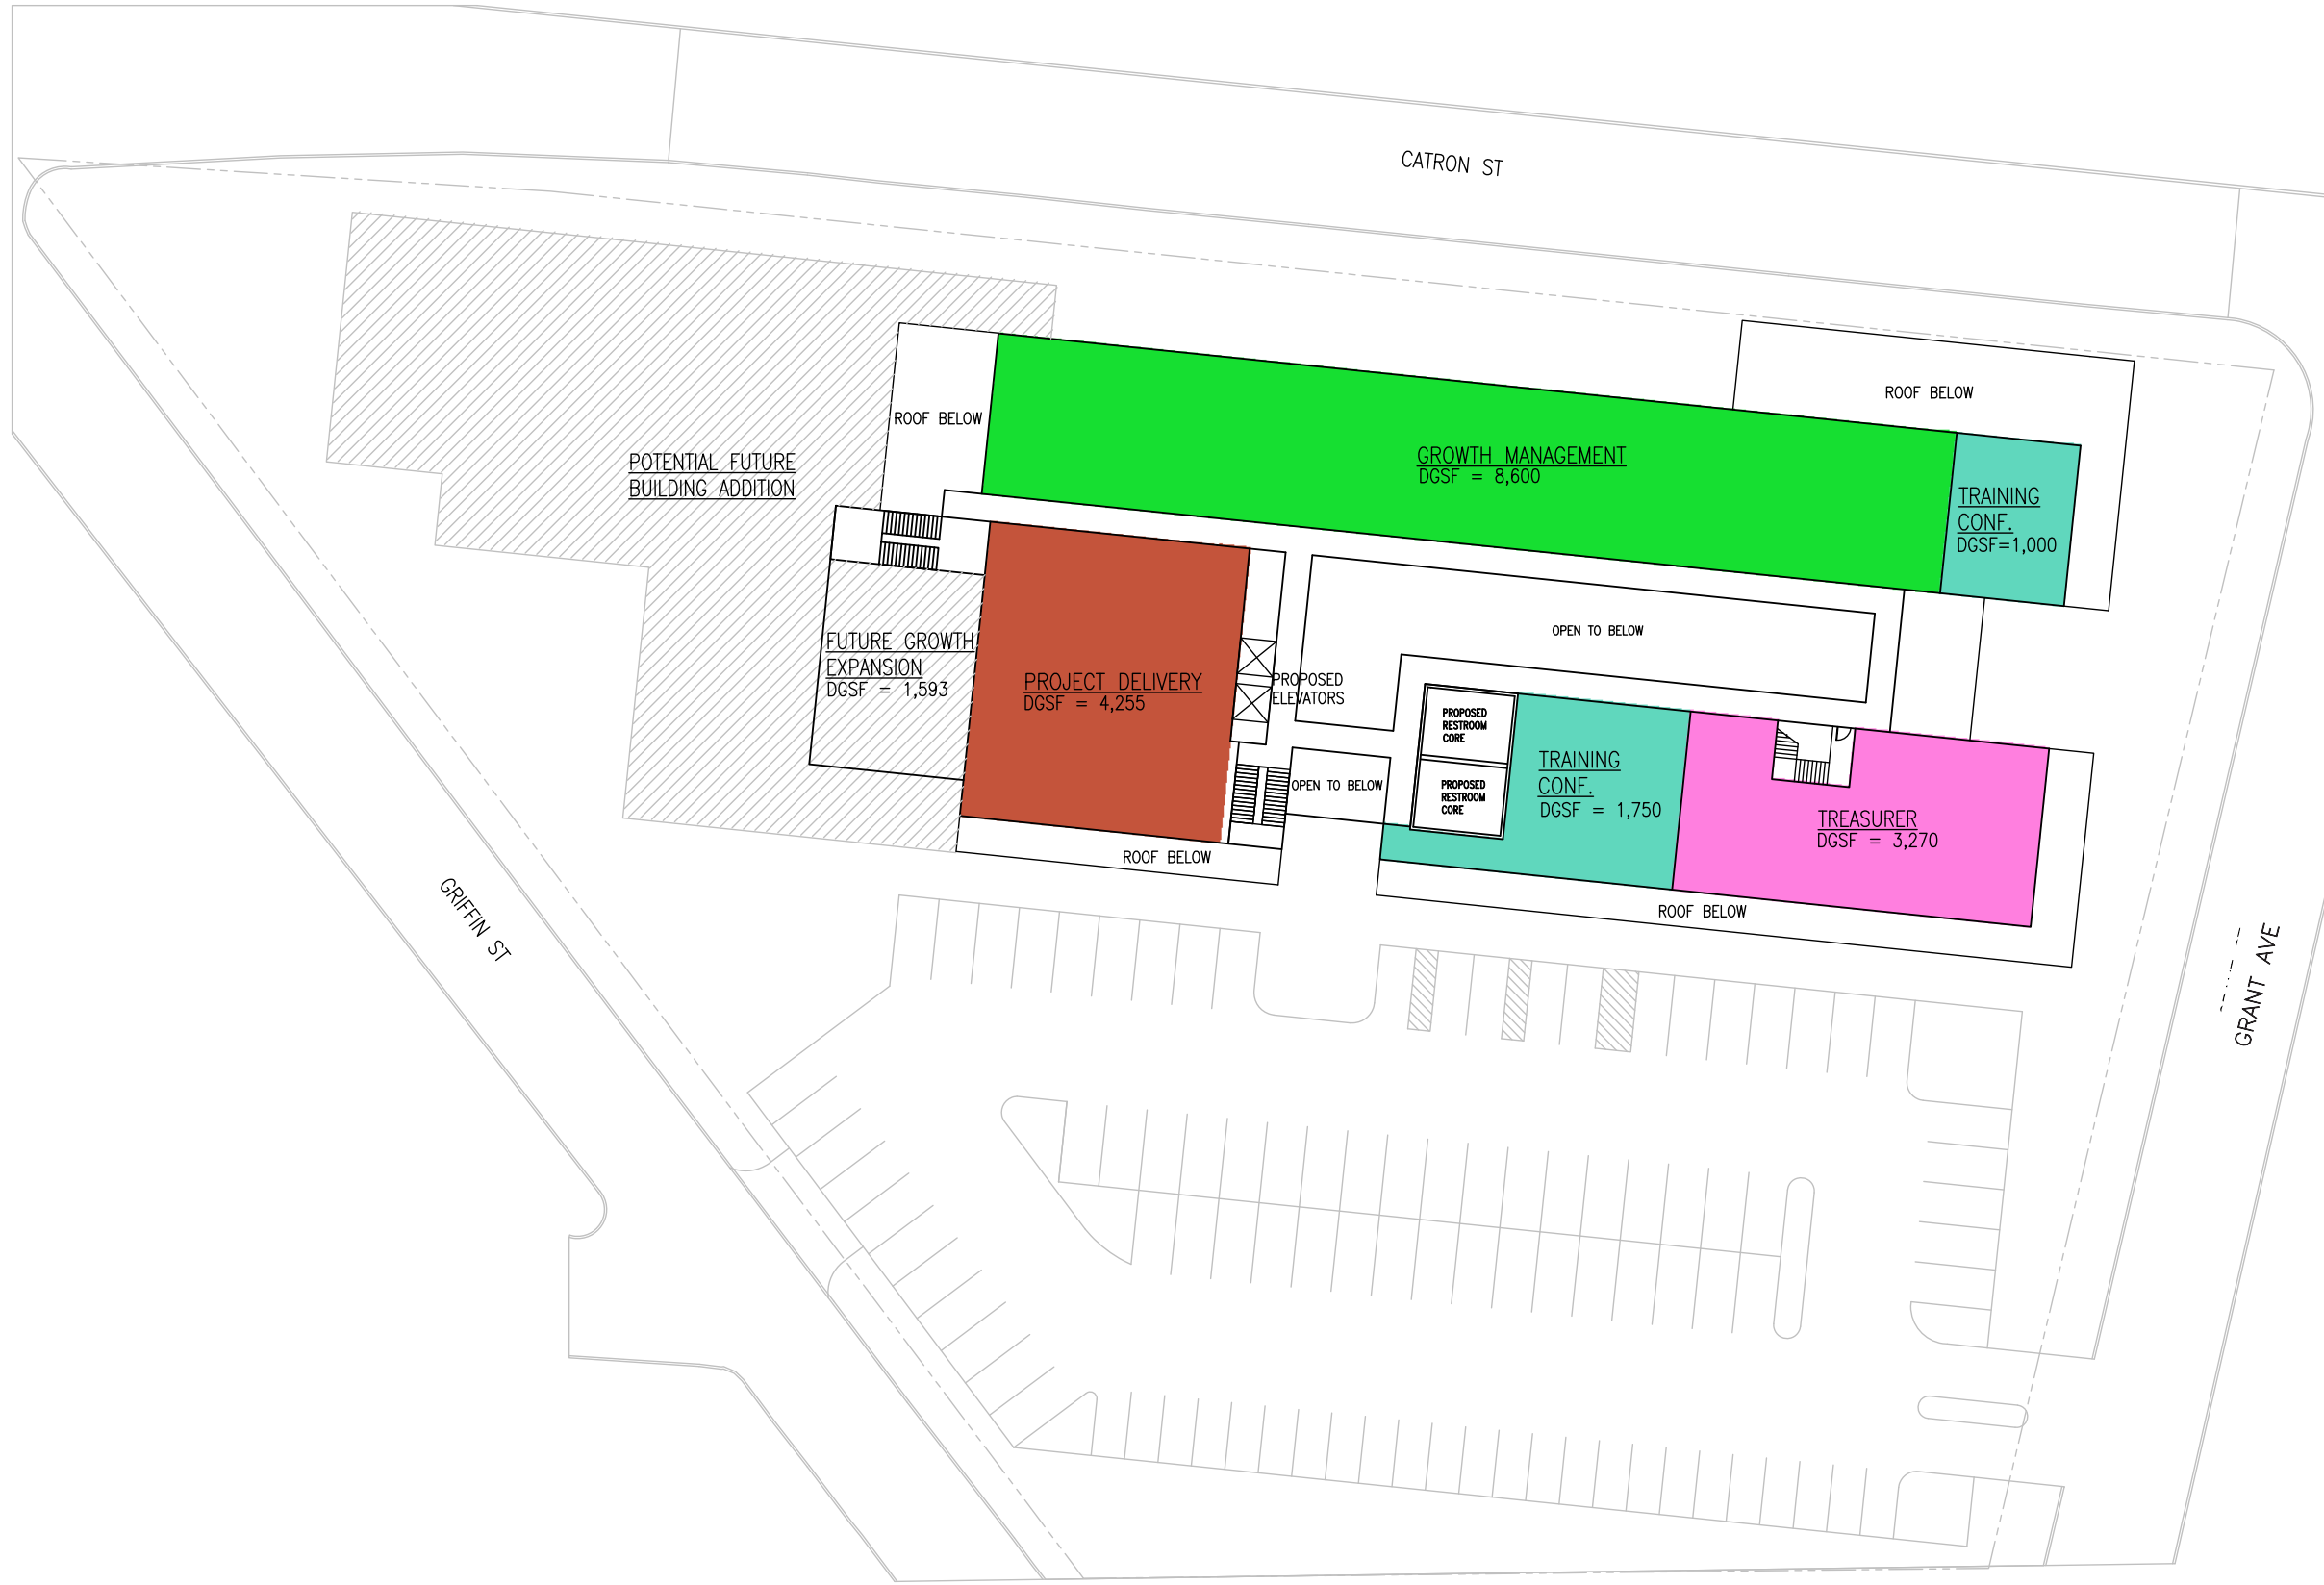 CATRON ST
ROOF BELOW
ROOF BELOW
GROWTH MANAGEMENT
DGSF = 8,600
POTENTIAL FUTURE
BUILDING ADDITION
TRAINING
CONF.
DGSF=1,000
FUTURE GROWTH
EXPANSION
DGSF = 1,593
PROJECT DELIVERY
DGSF = 4,255
PROPOSED
ELEVATORS
OPEN TO BELOW
PROPOSED
RESTROOM
CORE
PROPOSED
RESTROOM
CORE
OPEN TO BELOW
TRAINING
CONF.
DGSF = 1,750
TREASURER
DGSF = 3,270
ROOF BELOW
ROOF BELOW
GRIFFIN ST
GRANT AVE